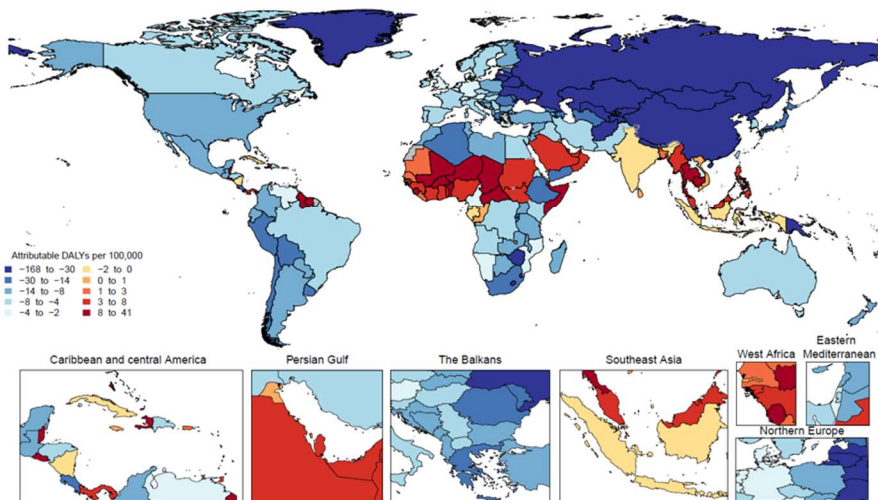 Attributable DALYs per 100,000
−168 to −30
−30 to −14
−14 to −8
−8 to −4
−4 to −2
−2 to 0
0 to 1
1 to 3
3 to 8
8 to 41
Caribbean and central America
Persian Gulf
The Balkans
Southeast Asia
West Africa
Eastern
Mediterranean
Northern Europe